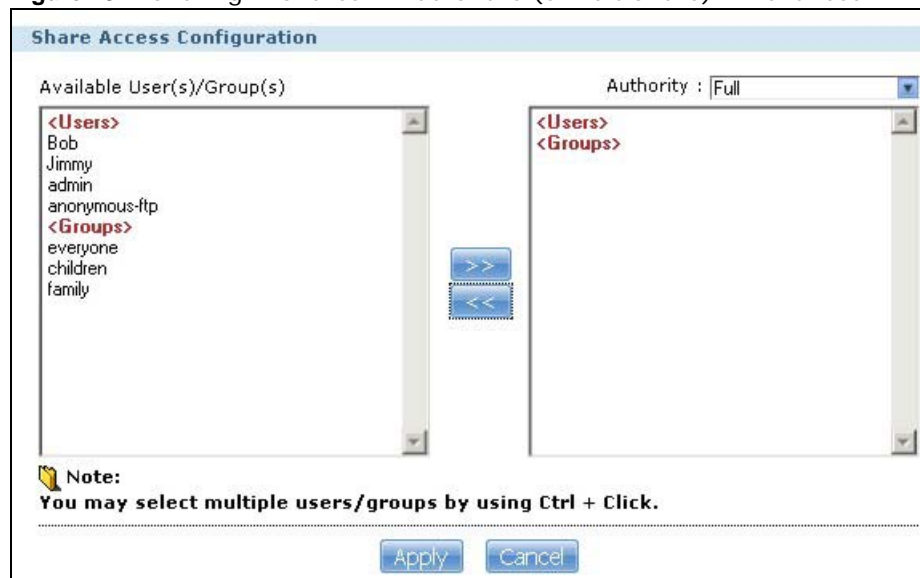 Share Access Configuration
Available User(s)/Group(s)
Authority : Full
<Users>
Bob
Jimmy
admin
anonymous-ftp
<Groups>
everyone
children
family
>>
<<
<Users>
<Groups>
Note:
You may select multiple users/groups by using Ctrl + Click.
Apply
Cancel